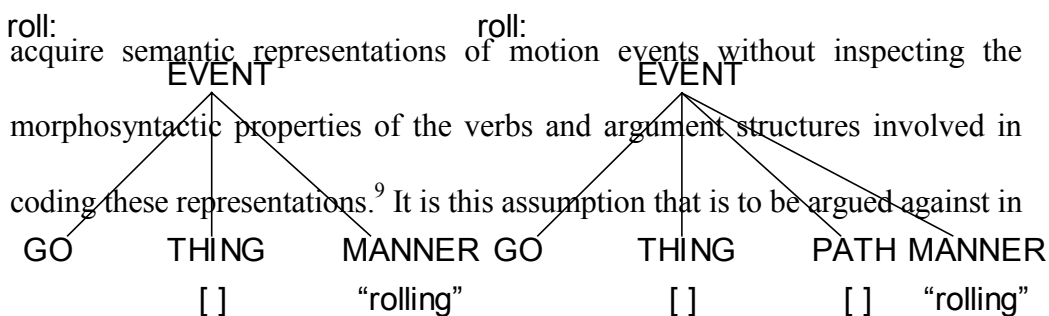 roll: roll:
acquire semantic representations of motion events without inspecting the
EVENT EVENT
morphosyntactic properties of the verbs and argument structures involved in
coding these representations.9 It is this assumption that is to be argued against in
GO THING MANNER GO THING PATH MANNER
[ ] “rolling” [ ] [ ] “rolling”